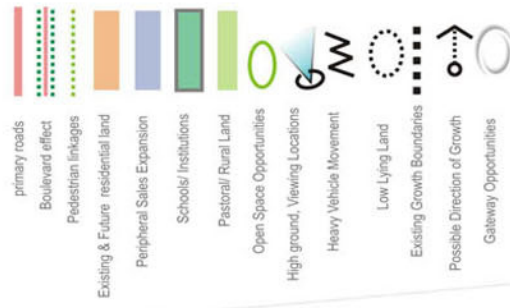 primary roads
Boulevard effect
Pedestrian linkages
Existing & Future residential land
Peripheral Sales Expansion
Schools/ Institutions
Pastoral/ Rural Land
Open Space Opportunities
High ground, Viewing Locations
Heavy Vehicle Movement
Low Lying Land
Existing Growth Boundaries
Possible Direction of Growth
Gateway Opportunities